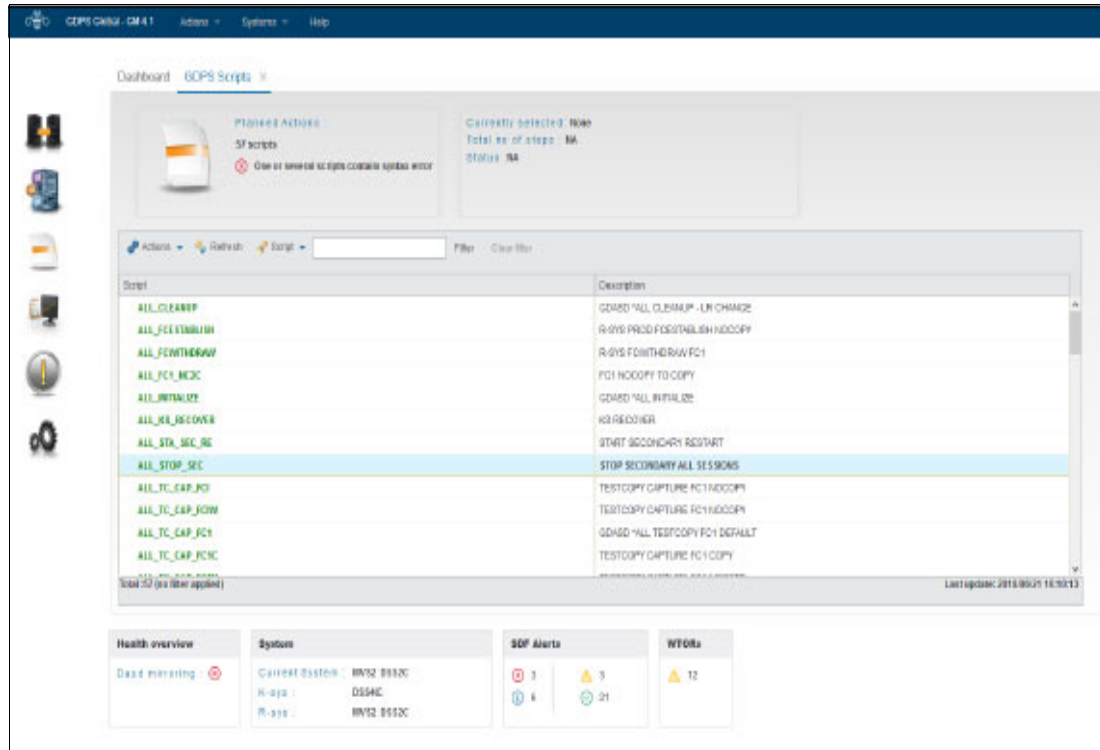 GDPS Global - GM 4.1 Actions Systems Help
Dashboard GDPS Scripts ×
Planned Actions :
57 scripts
One or several scripts contain syntax error
Currently selected: None
Total no of steps : NA
Status : NA
Actions Refresh Script Filter Clear filter
Script Description
ALL_CLEANUP GDASD *ALL CLEANUP - LR CHANGE
ALL_FCESTABLISH R-SYS PROD FCESTABLISH NOCOPY
ALL_FCWITHDRAW R-SYS FCWITHDRAW FC1
ALL_FC1_NC2C FC1 NOCOPY TO COPY
ALL_INITIALIZE GDASD *ALL INITIALIZE
ALL_KS_RECOVER KS RECOVER
ALL_STA_SEC_RE START SECONDARY RESTART
ALL_STOP_SEC STOP SECONDARY ALL SESSIONS
TESTCOPY CAPTURE FC1 NOCOPY
TESTCOPY CAPTURE FC1 NOCOPY
ALL_TC_CAP_FC1 GDASD *ALL TESTCOPY FC1 DEFAULT
ALL_TC_CAP_FC1C TESTCOPY CAPTURE FC1 COPY
Total: 57 (no filter applied) Last update:
Health overview System SDF Alerts WTORs
Dasd mirroring : Current System : 3 3 12
K-sys : 6 21
R-sys :